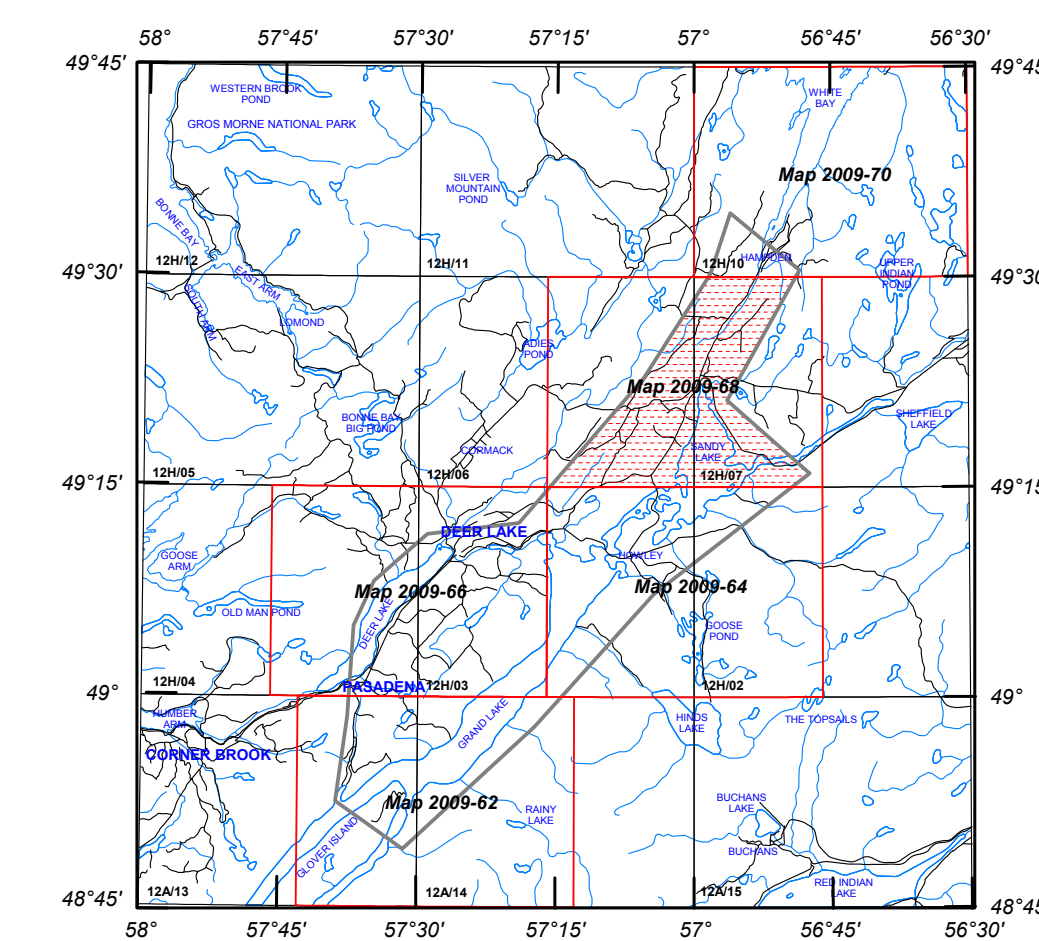 58° 57°45' 57°30' 57°15' 57° 56°45' 56°30'
49°45' 49°45'
WESTERN BROOK
POND
WHITE
BAY
GROS MORNE NATIONAL PARK
Map 2009-70
SILVER
MOUNTAIN
POND
BONNE BAY
12H/12 12H/11 12H/10 HAMPDEN
UPPER
INDIAN
POND
49°30' 49°30'
EAST ARM
SOUTH ARM
LOMOND
ADIES
POND
Map 2009-68
BONNE BAY
BIG POND
SHEFFIELD
LAKE
CORMACK
SANDY
LAKE
12H/05 12H/06 12H/07
49°15' 49°15'
DEER LAKE
GOOSE
ARM
HOWLEY
Map 2009-66 Map 2009-64
OLD MAN POND
DEER LAKE
GOOSE
POND
12H/04 PASADENA 12H/03 12H/02
49° 49°
HUMBER
ARM
GRAND LAKE
HINDS
LAKE
THE TOPSAILS
CORNER BROOK
Map 2009-62
RAINY
LAKE
BUCHANS
LAKE
GLOVER ISLAND
BUCHANS
RED INDIAN
LAKE
12A/13 12A/14 12A/15
48°45' 48°45'
58° 57°45' 57°30' 57°15' 57° 56°45' 56°30'